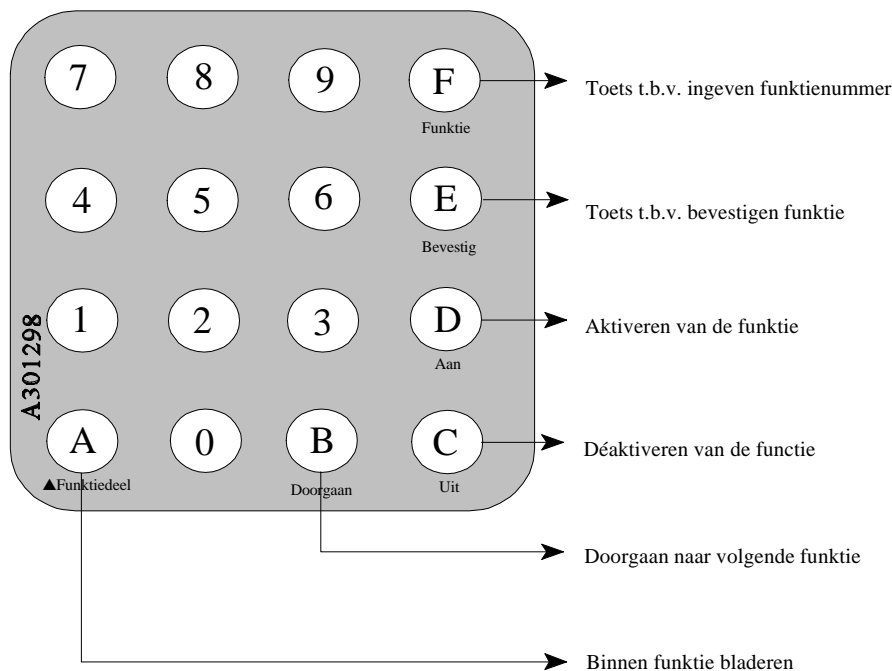 7 8 9 F Toets t.b.v. ingeven funktienummer
Funktie
4 5 6 E Toets t.b.v. bevestigen funktie
Bevestig
1 2 3 D Aktiveren van de funktie
Aan
A301298
A 0 B C Déaktiveren van de functie
▲Funktiedeel Doorgaan Uit
Doorgaan naar volgende funktie
Binnen funktie bladeren